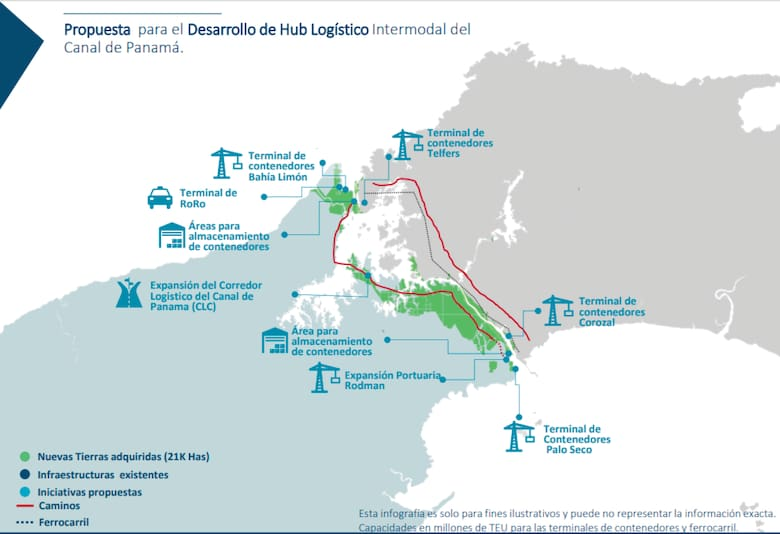 Propuesta para el Desarrollo de Hub Logístico Intermodal del
Canal de Panamá.
Terminal de
contenedores
Telfers
Terminal de
contenedores
Bahía Limón
Terminal de
RoRo
Áreas para
almacenamiento
de contenedores
Expansión del Corredor
Logistico del Canal de
Panama (CLC)
Terminal de
contenedores
Corozal
Área para
almacenamiento
de contenedores
Expansión Portuaria
Rodman
Terminal de
Contenedores
Palo Seco
Nuevas Tierras adquiridas (21K Has)
Infraestructuras existentes
Iniciativas propuestas
Caminos
Ferrocarril
Esta infografía es solo para fines ilustrativos y puede no representar la información exacta.
Capacidades en millones de TEU para las terminales de contenedores y ferrocarril.